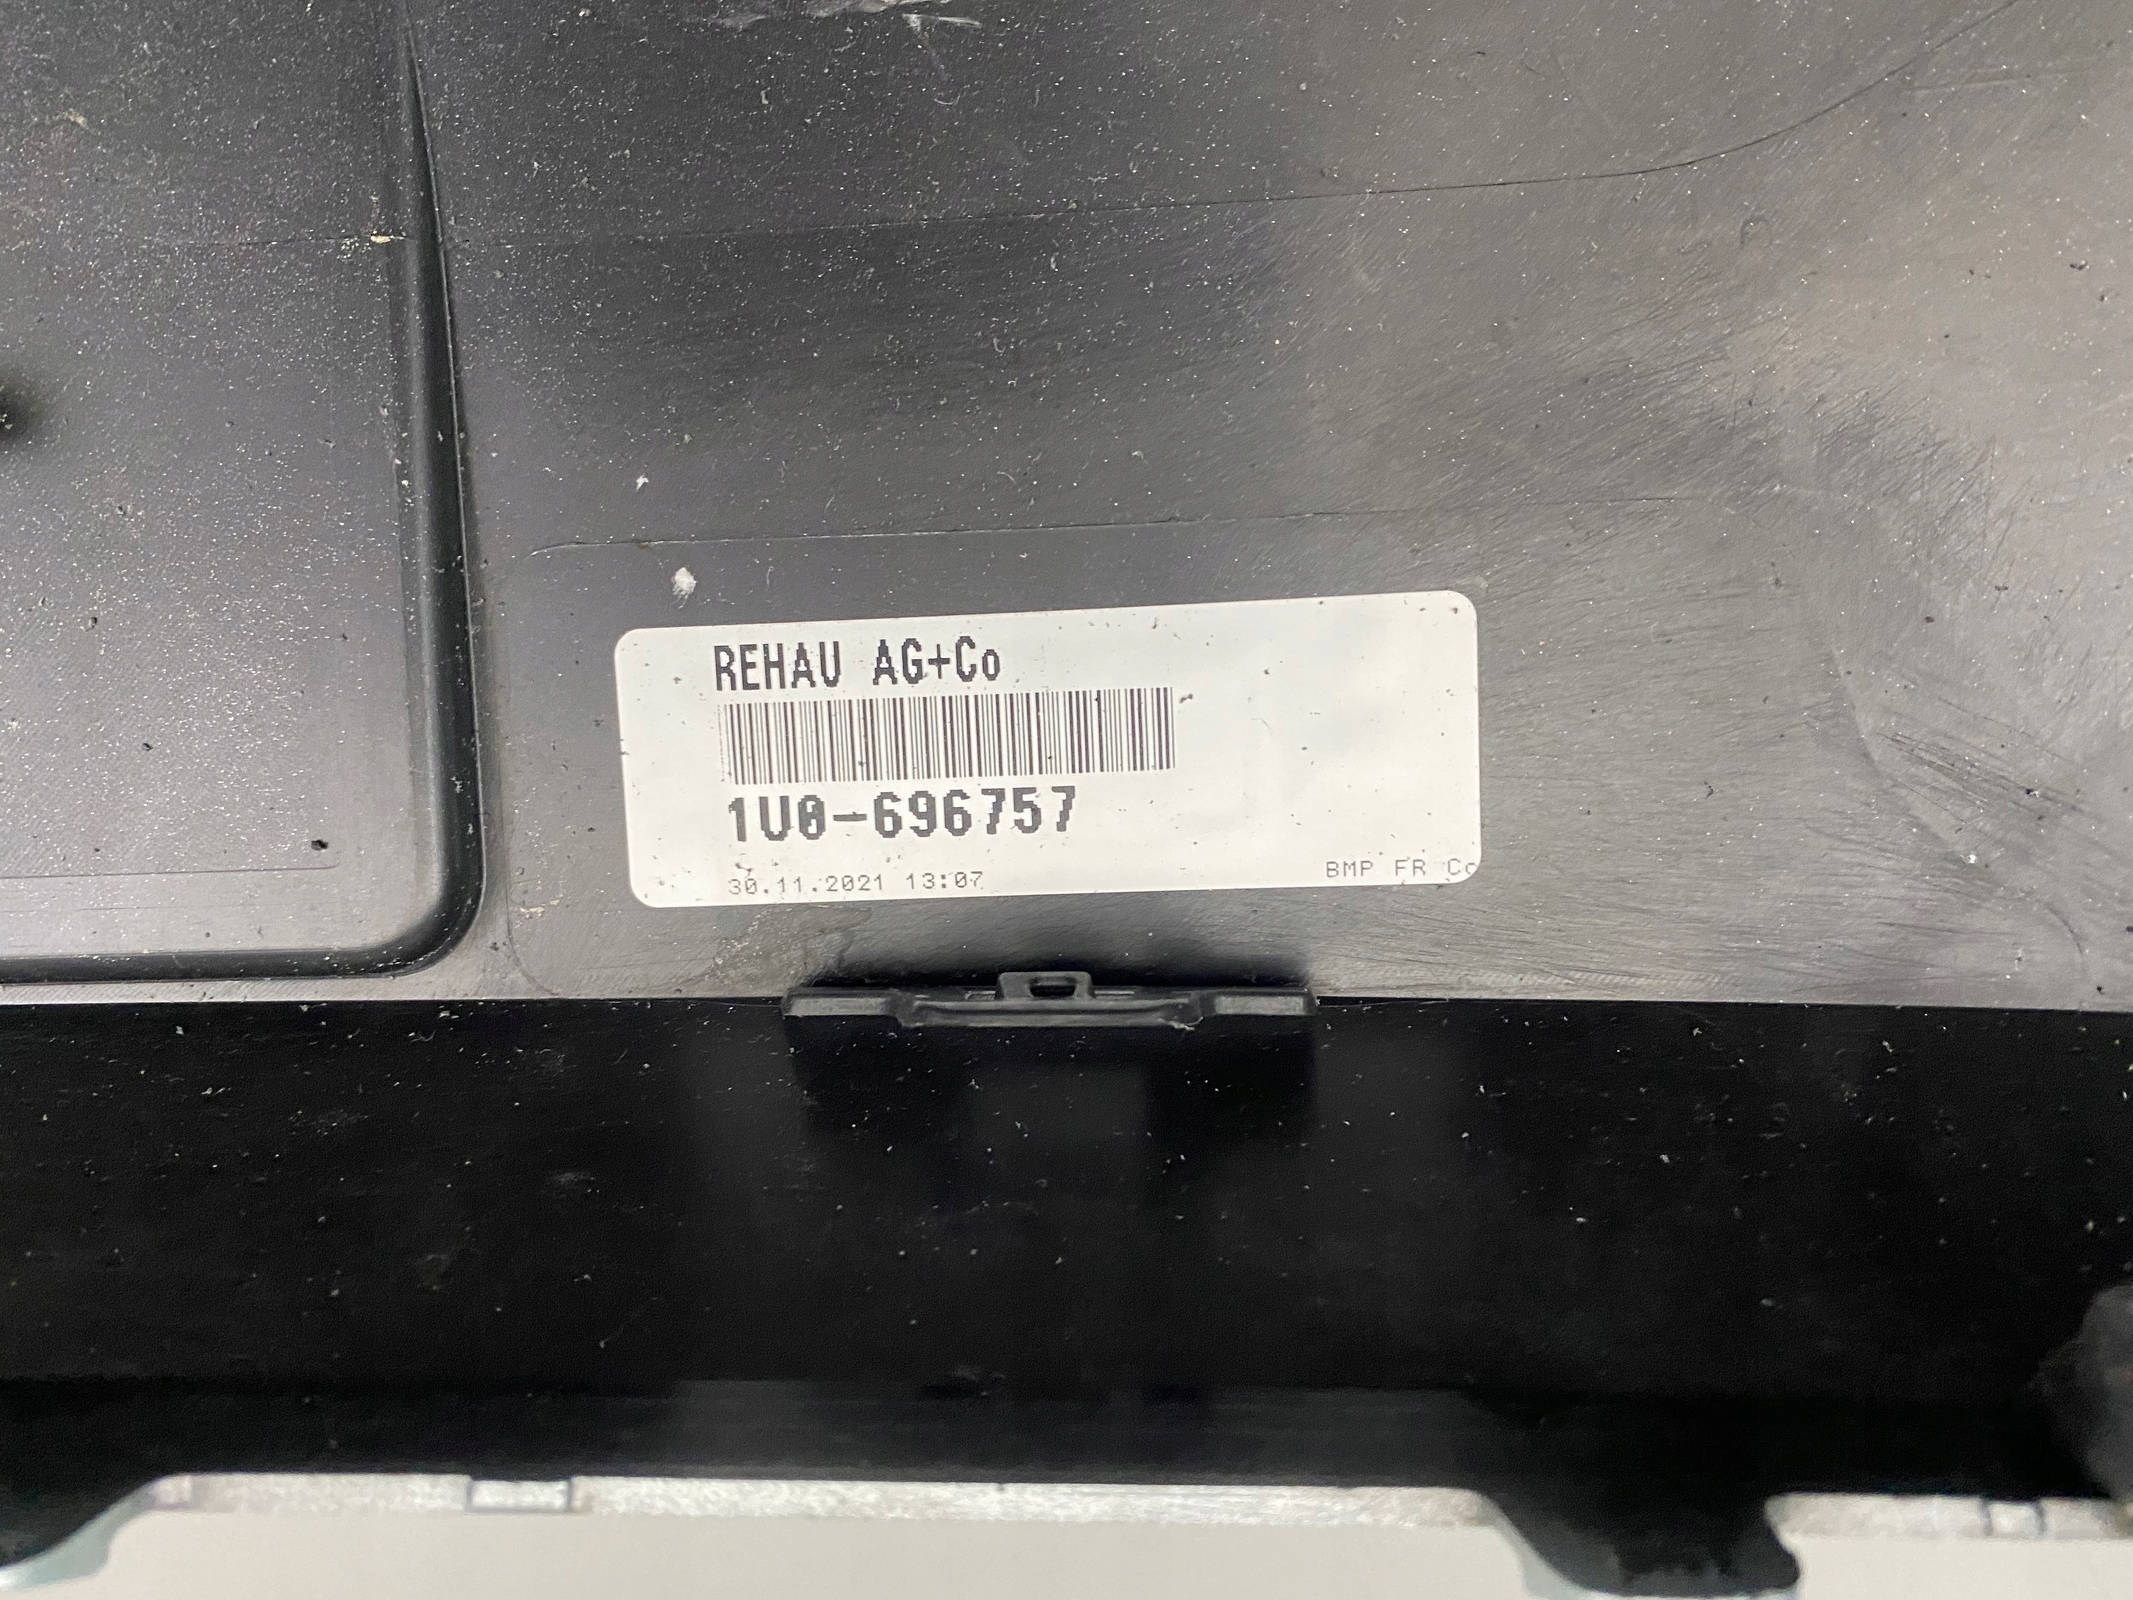 REHAU AG+Co
1U0-696757
30.11.2021 13:07 BMP FR Co